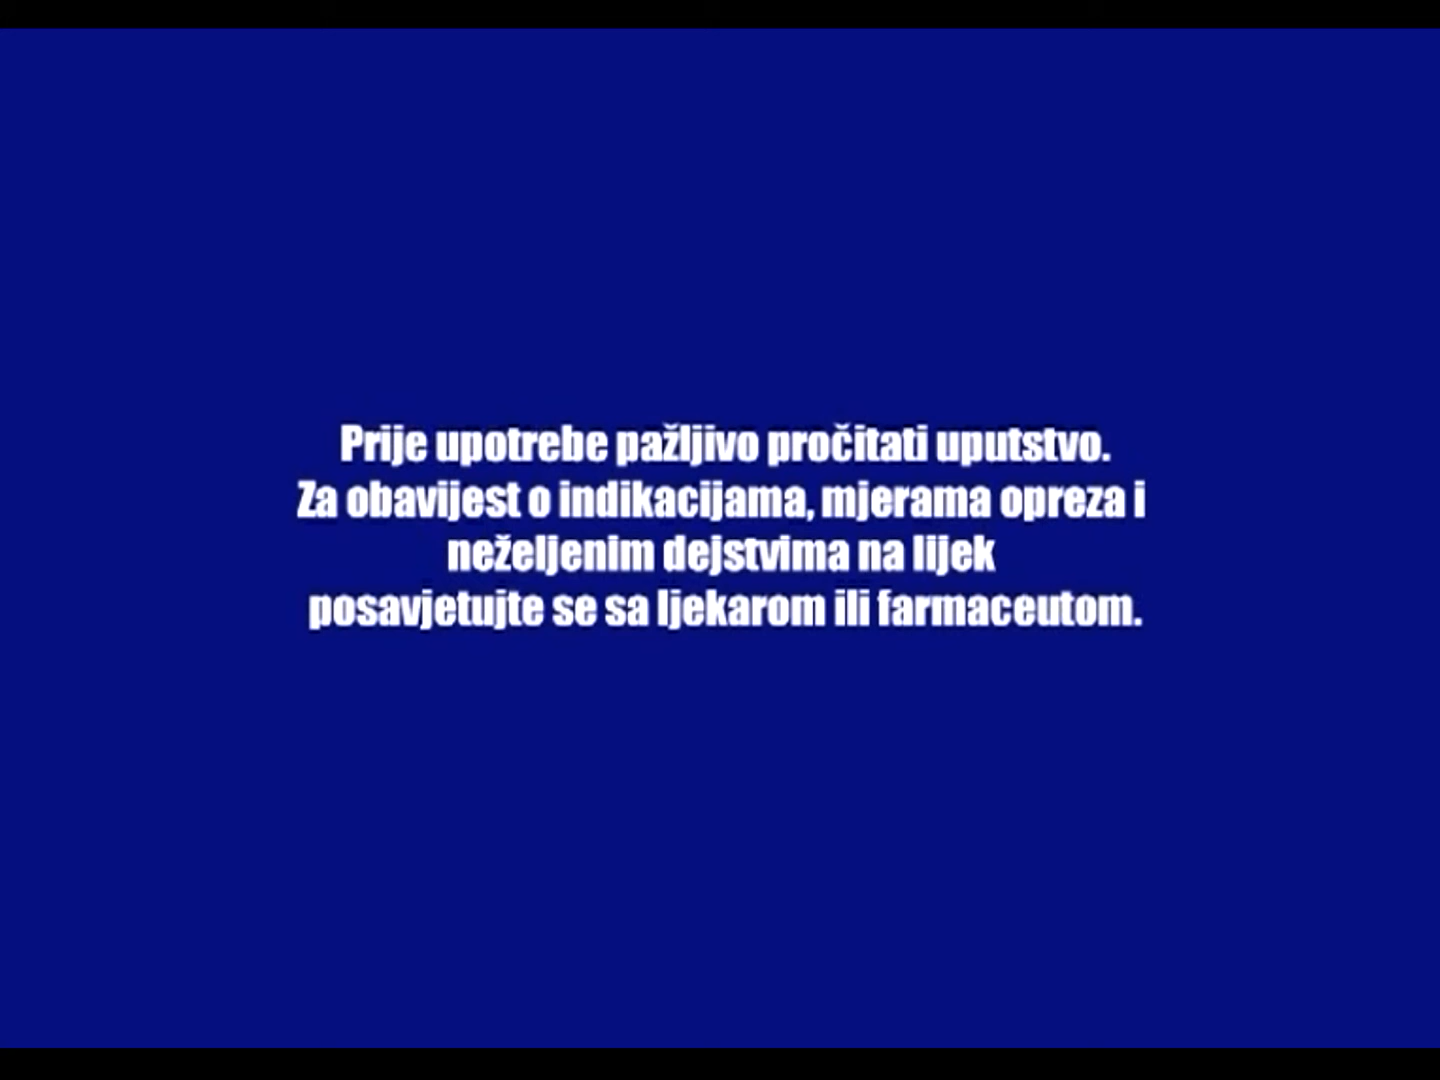 Prije upotrebe pažljivo pročitati uputstvo.
Za obavijest o indikacijama, mjerama opreza i
neželjenim dejstvima na lijek
posavjetujte se sa ljekarom ili farmaceutom.